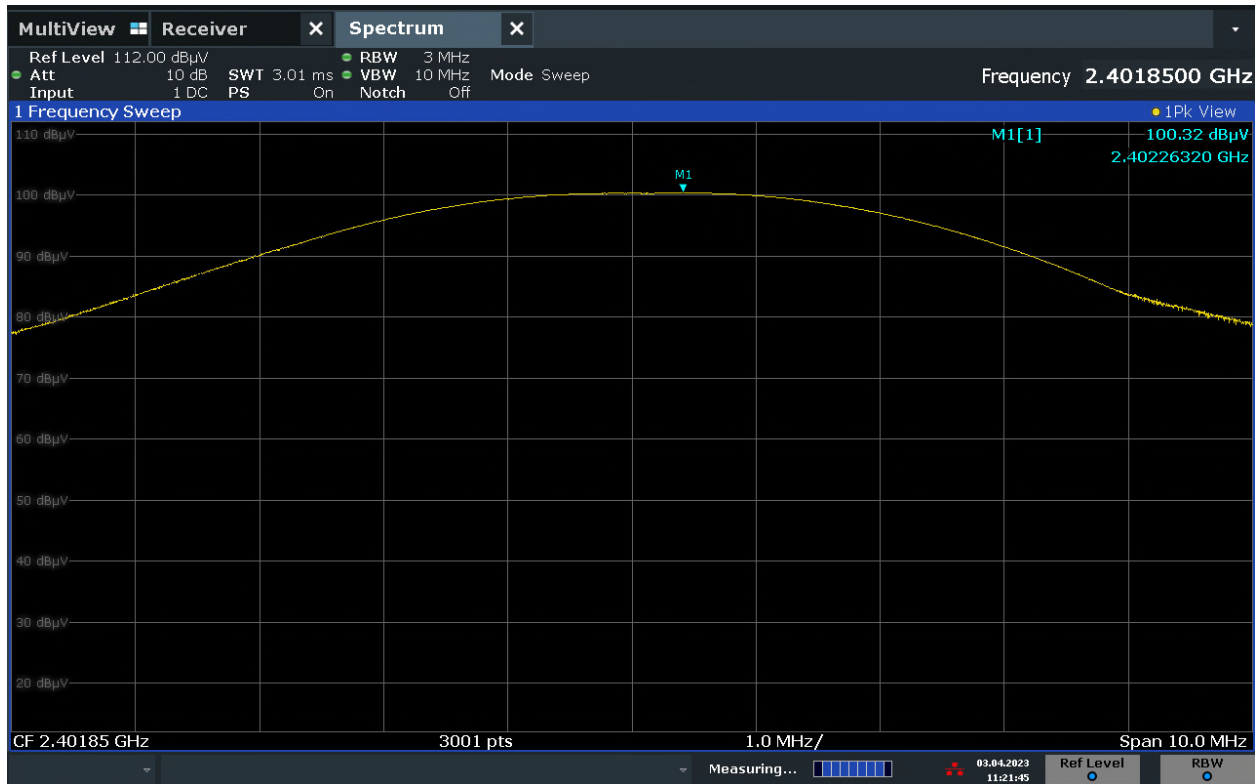 MultiView Receiver X Spectrum X
Ref Level 112.00 dBµV RBW 3 MHz
Att 10 dB SWT 3.01 ms VBW 10 MHz Mode Sweep Frequency 2.4018500 GHz
Input 1 DC PS On Notch Off
1 Frequency Sweep 1Pk View
110 dBµV M1[1] 100.32 dBµV
2.40226320 GHz
M1
100 dBµV
90 dBµV
80 dBµV
70 dBµV
60 dBµV
50 dBµV
40 dBµV
30 dBµV
20 dBµV
CF 2.40185 GHz 3001 pts 1.0 MHz/ Span 10.0 MHz
Measuring... 03.04.2023 Ref Level RBW
11:21:45